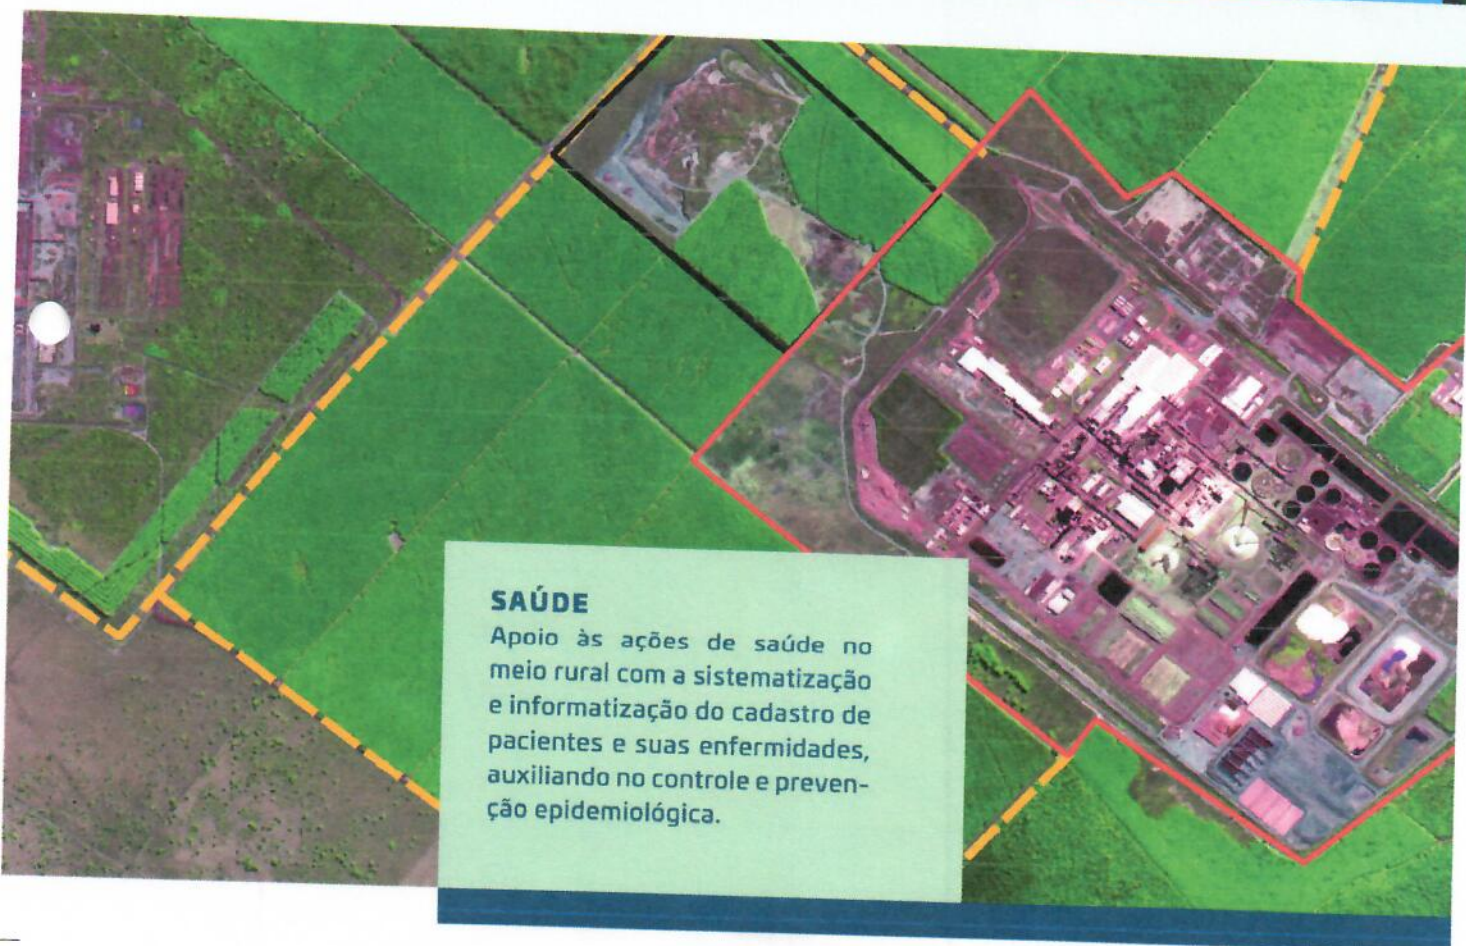 SAÚDE
Apoio às ações de saúde no
meio rural com a sistematização
e informatização do cadastro de
pacientes e suas enfermidades,
auxiliando no controle e preven-
ção epidemiológica.